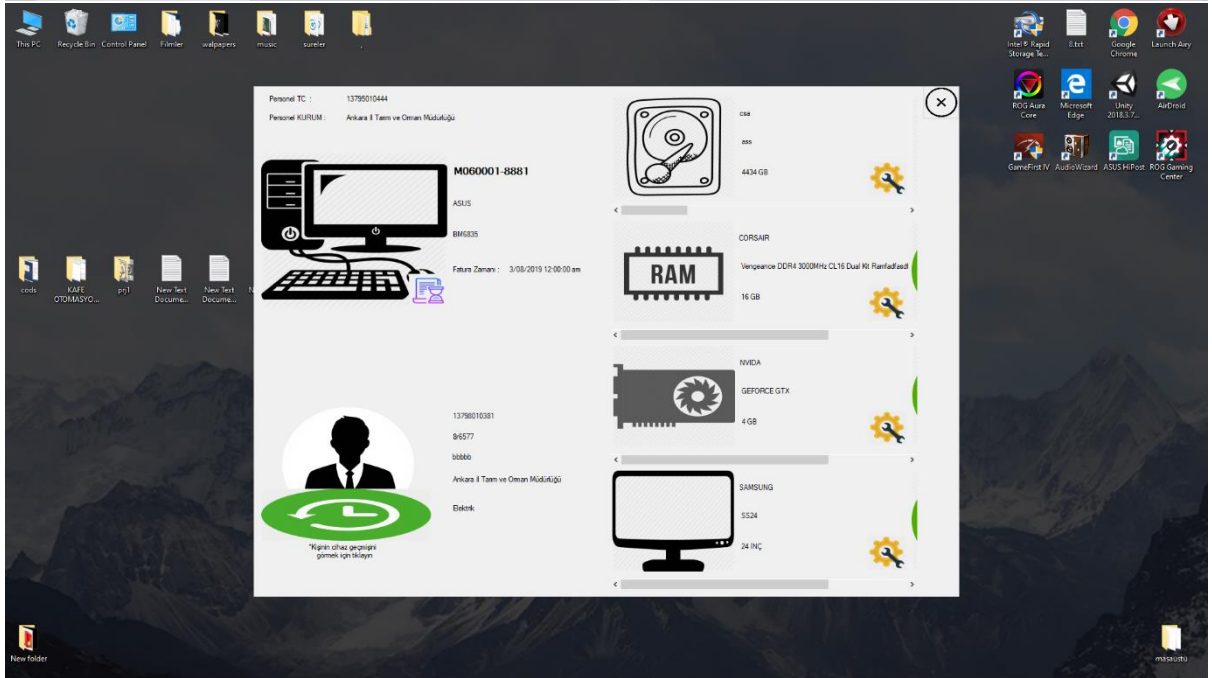 This PC
Recycle Bin
Control Panel
Filmler
walpapers
music
sureler
.
Intel® Rapid
Storage Te...
8.txt
Google
Chrome
Launch Airy
ROG Aura
Core
Microsoft
Edge
Unity
2018.3.7...
AirDroid
GameFirst IV
AudioWizard
ASUS HiPost
ROG Gaming
Center
cods
KAFE
OTOMASYO...
prj1
New Text
Docume...
New Text
Docume...
N
New folder
masaüstü
Personel TC : 13795010444
Personel KURUM : Ankara İl Tarım ve Orman Müdürlüğü
M060001-8881
ASUS
BM6835
Fatura Zamanı : 3/08/2019 12:00:00 am
13798010381
bbbbb
Ankara İl Tarım ve Orman Müdürlüğü
Elektrik
*Kişinin cihaz geçmişini
görmek için tıklayın
csa
ass
4434 GB
RAM
CORSAIR
Vengeance DDR4 3000MHz CL16 Dual Kit Ramfadfasdf
16 GB
NVIDA
GEFORCE GTX
4 GB
SAMSUNG
SS24
24 İNÇ